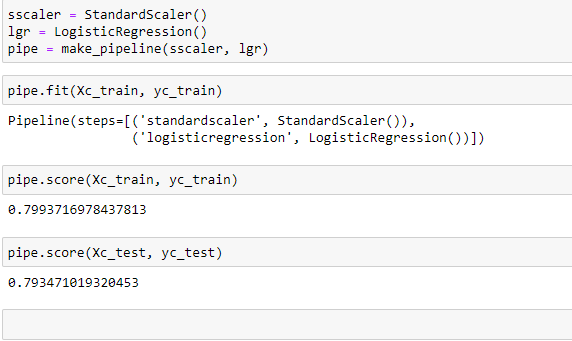 sscaler = StandardScaler()
lgr = LogisticRegression()
pipe = make_pipeline(sscaler, lgr)
pipe.fit(Xc_train, yc_train)
Pipeline(steps=[('standardscaler', StandardScaler()),
('logisticregression', LogisticRegression())])
pipe.score(Xc_train, yc_train)
0.7993716978437813
pipe.score(Xc_test, yc_test)
0.793471019320453